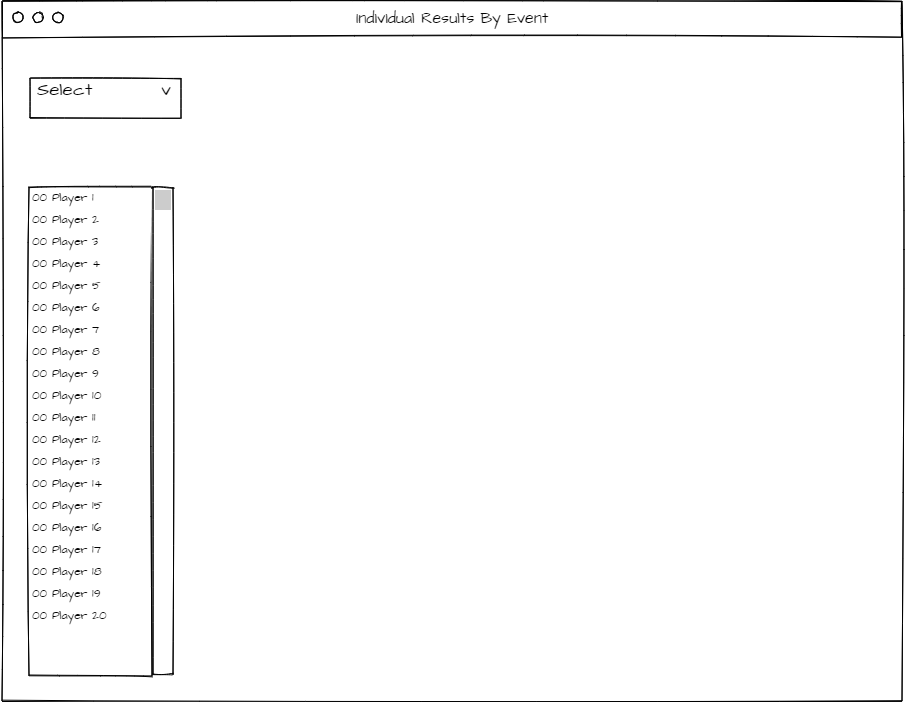 Individual Results By Event
Select V
00 Player 1
00 Player 2
00 Player 3
00 Player 4
00 Player 5
00 Player 6
00 Player 7
00 Player 8
00 Player 9
00 Player 10
00 Player 11
00 Player 12
00 Player 13
00 Player 14
00 Player 15
00 Player 16
00 Player 17
00 Player 18
00 Player 19
00 Player 20